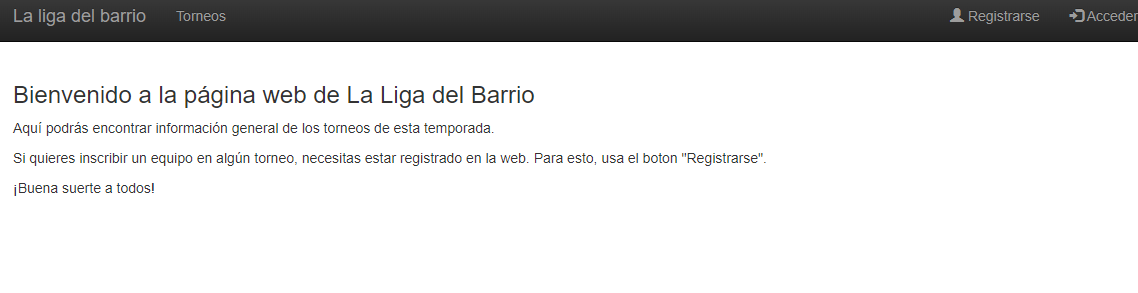 La liga del barrio Torneos Registrarse Acceder
Bienvenido a la página web de La Liga del Barrio
Aquí podrás encontrar información general de los torneos de esta temporada.
Si quieres inscribir un equipo en algún torneo, necesitas estar registrado en la web. Para esto, usa el boton "Registrarse".
¡Buena suerte a todos!